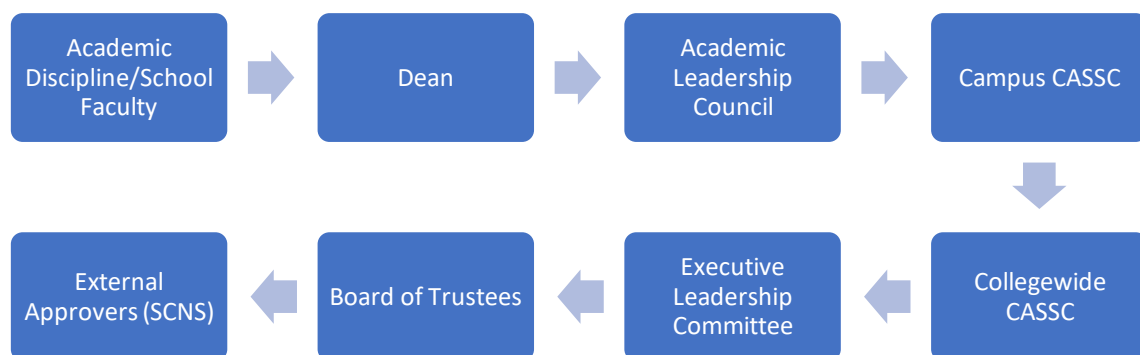 Academic
Discipline/School
Faculty
Dean
Academic
Leadership
Council
Campus CASSC
Collegewide
CASSC
Executive
Leadership
Committee
Board of Trustees
External
Approvers (SCNS)